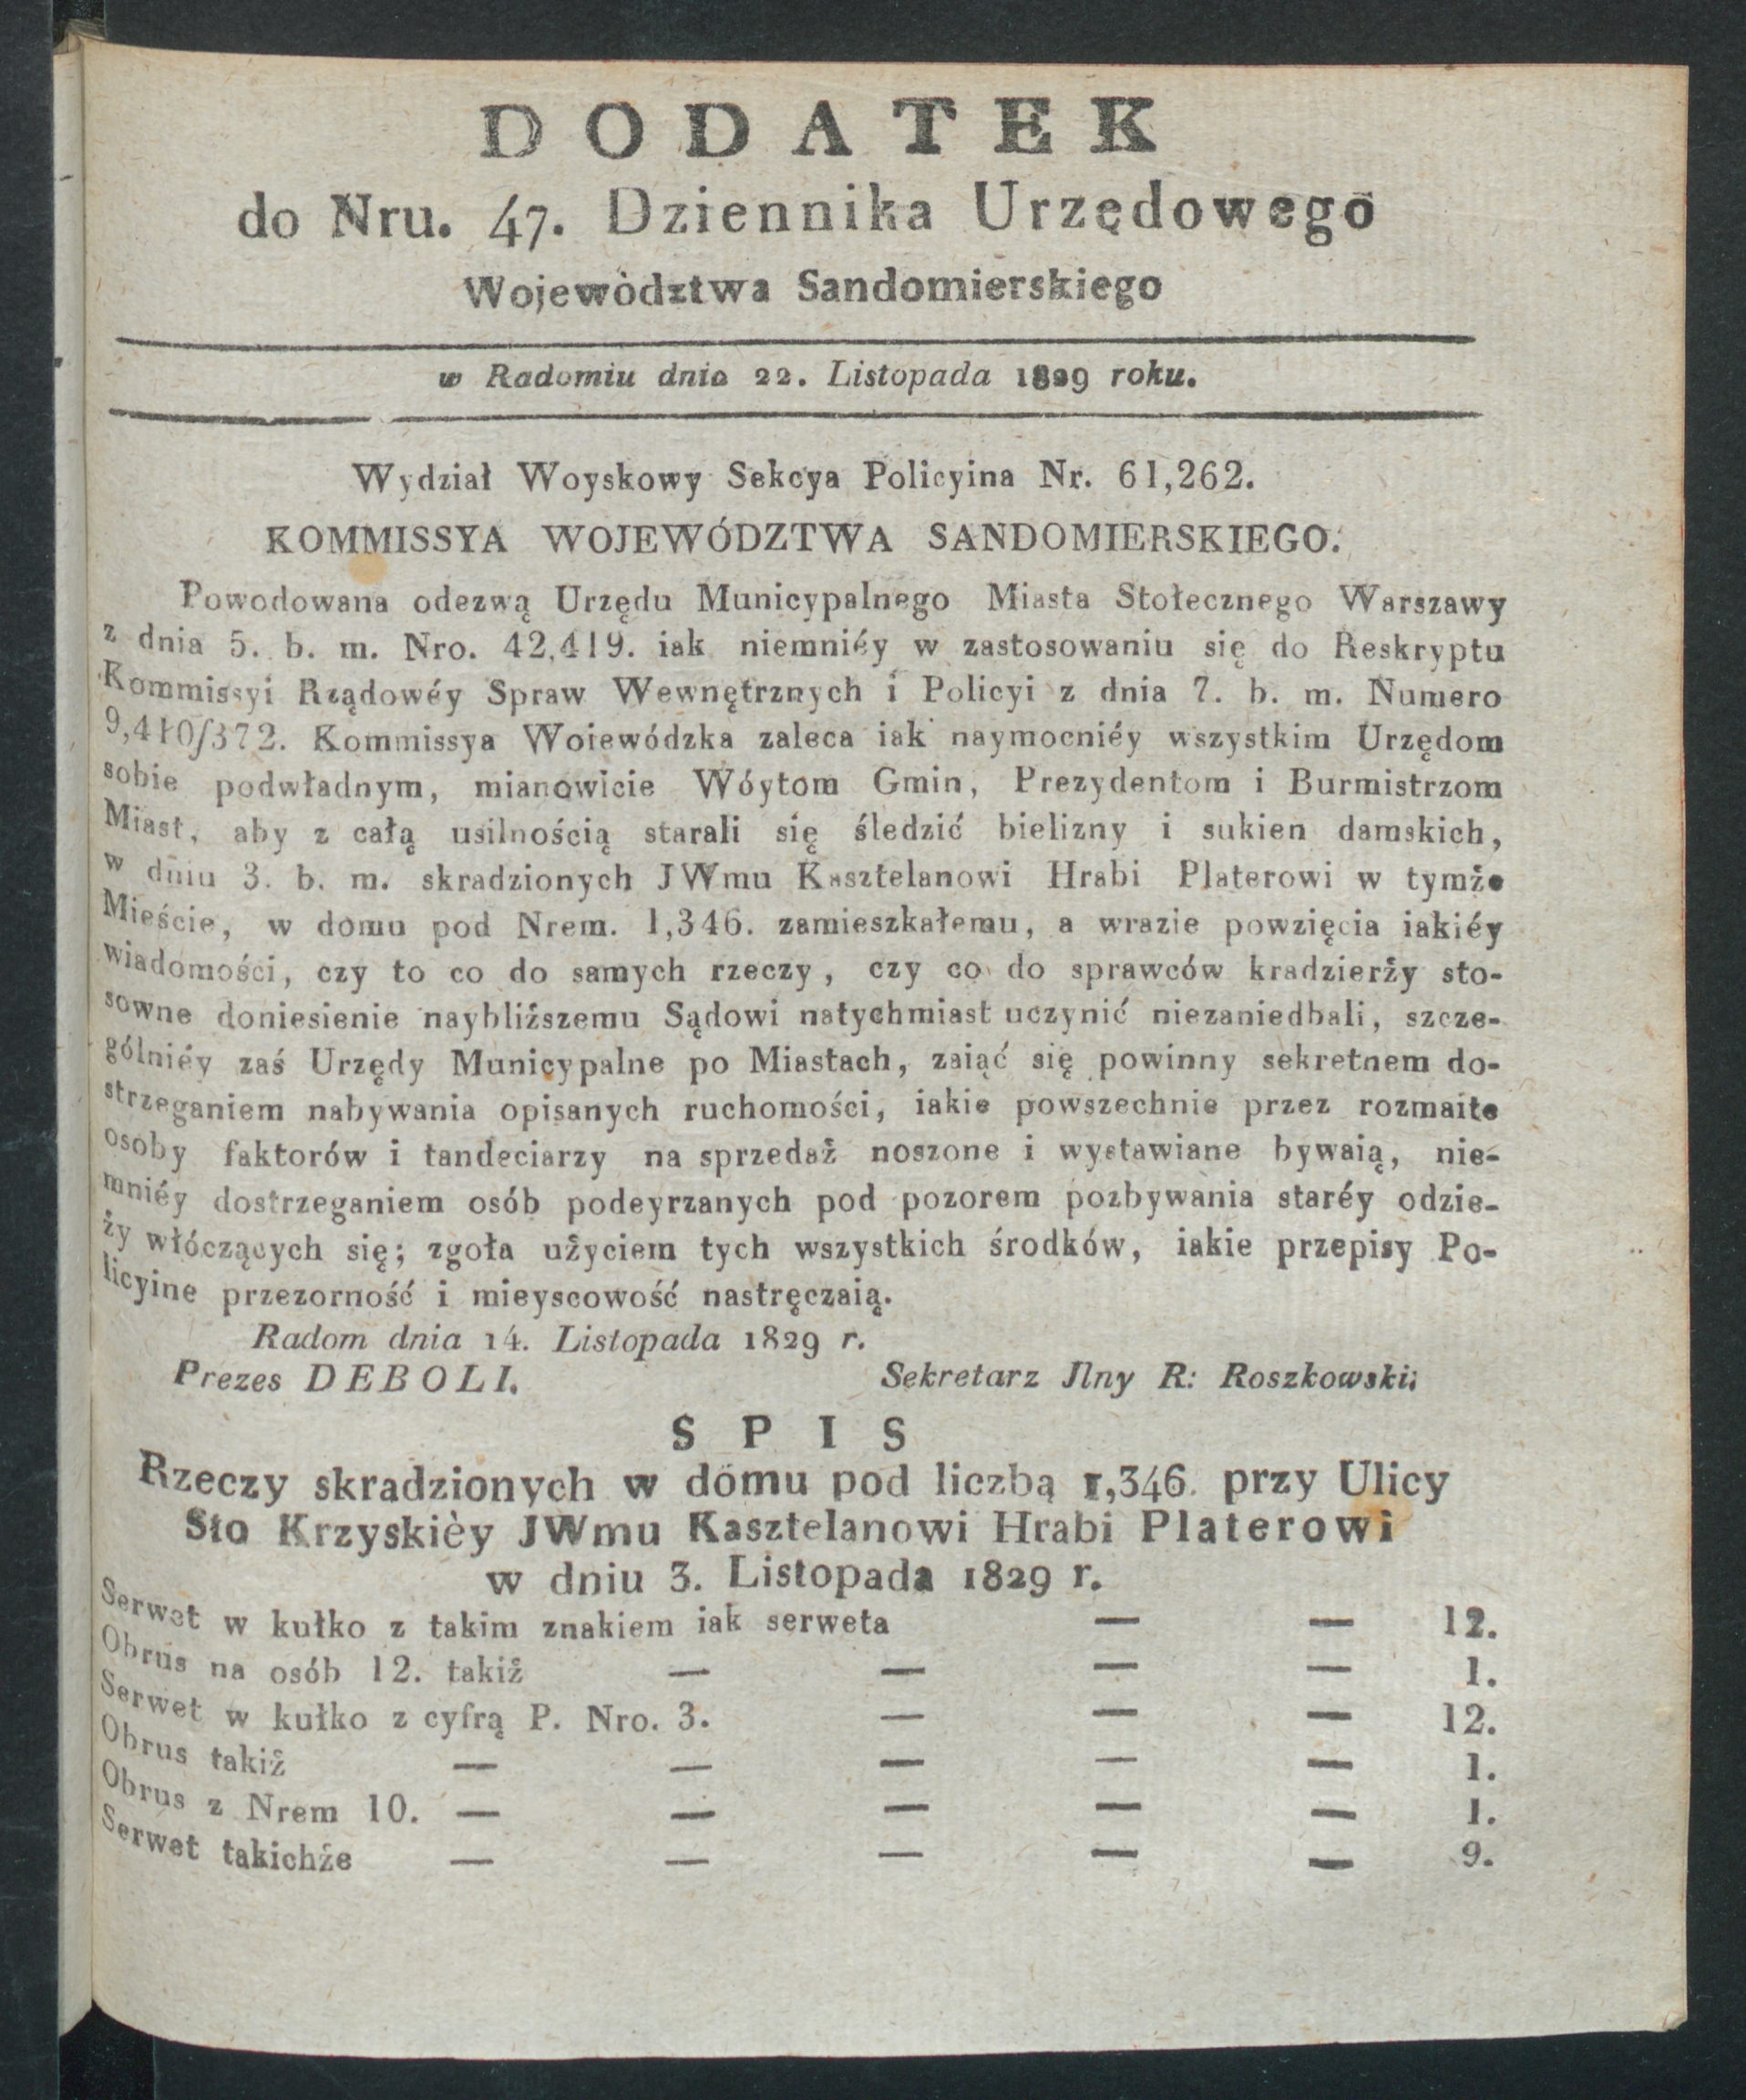 DODATEK
do Nru. 47. Dziennika Urzędowego
Wojewòdztwa Sandomierskiego
w Radomiu dnia 22. Listopada 1829 roku.
Wydział Woyskowy Sekcya Policyina Nr. 61,262.
KOMMISSYA WOJEWÓDZTWA SANDOMIERSKIEGO.
Powodowana odezwą Urzędu Municypalnego Miasta Stołecznego Warszawy
z dnia 5. b. m. Nro. 42,419. iak niemniéy w zastosowaniu się do Reskryptu
Kommissyi Rządowéy Spraw Wewnętrznych i Policyi z dnia 7. b. m. Numero
9,410/372. Kommissya Woiewódzka zaleca iak naymocniéy wszystkim Urzędom
sobie podwładnym, mianowicie Wóytom Gmin, Prezydentom i Burmistrzom
Miast, aby z całą usilnością starali się śledzić bielizny i sukien damskich,
w dniu 3. b. m. skradzionych JWmu Kasztelanowi Hrabi Platerowi w tymże
Mieście, w domu pod Nrem. 1,346. zamieszkałemu, a wrazie powzięcia iakiéy
wiadomości, czy to co do samych rzeczy, czy co do sprawców kradzierży sto-
sowne doniesienie naybliższemu Sądowi natychmiast uczynić niezaniedbali, szcze-
gólniéy zaś Urzędy Municypalne po Miastach, zaiąć się powinny sekretnem do-
strzeganiem nabywania opisanych ruchomości, iakie powszechnie przez rozmaite
osoby faktorów i tandeciarzy na sprzedaż noszone i wystawiane bywaią, nie-
mniéy dostrzeganiem osób podeyrzanych pod pozorem pozbywania staréy odzie-
ży włóczących się; zgoła użyciem tych wszystkich środków, iakie przepisy Po-
licyine przezorność i mieyscowość nastręczaią.
Radom dnia 14. Listopada 1829 r.
Prezes DEBOLI. Sekretarz Jlny R: Roszkowski;
SPIS
Rzeczy skradzionych w domu pod liczbą 1,346. przy Ulicy
Sto Krzyskièy JWmu Kasztelanowi Hrabi Platerowi
w dniu 3. Listopada 1829 r.
Serwet w kułko z takim znakiem iak serweta — — 12.
Obrus na osób 12. takiż — — — — 1.
Serwet w kułko z cyfrą P. Nro. 3. — — — 12.
Obrus takiż — — — — — 1.
Obrus z Nrem 10. — — — — — 1.
Serwet takichże — — — — — 9.